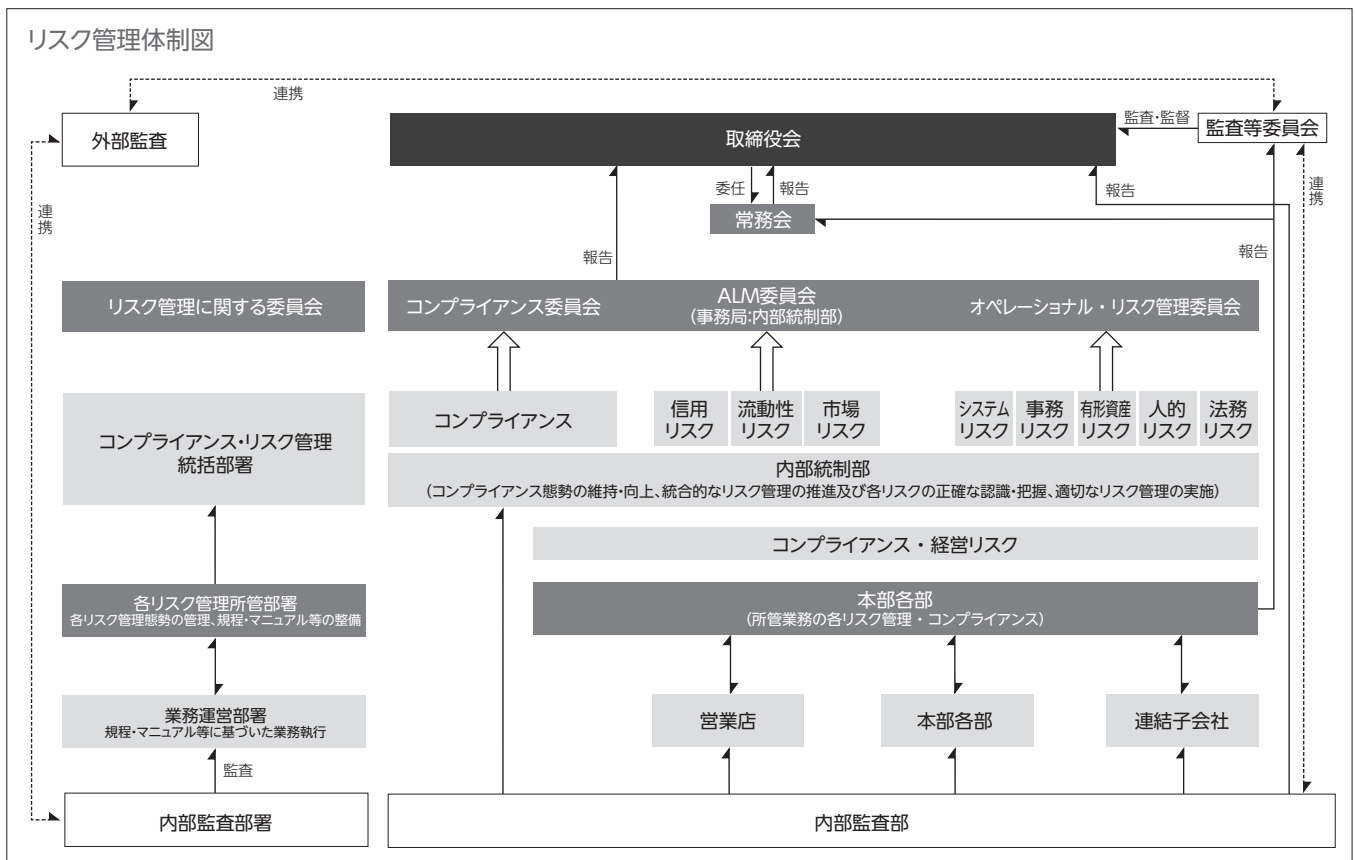 リスク管理体制図
連携
外部監査
取締役会
監査・監督
監査等委員会
連携
委任
報告
報告
連携
常務会
報告
報告
リスク管理に関する委員会
コンプライアンス委員会
ALM委員会
(事務局:内部統制部)
オペレーショナル・リスク管理委員会
コンプライアンス・リスク管理
統括部署
コンプライアンス
信用
リスク
流動性
リスク
市場
リスク
システム
リスク
事務
リスク
有形資産
リスク
人的
リスク
法務
リスク
内部統制部
(コンプライアンス態勢の維持・向上、統合的なリスク管理の推進及び各リスクの正確な認識・把握、適切なリスク管理の実施)
コンプライアンス・経営リスク
各リスク管理所管部署
各リスク管理態勢の管理、規程・マニュアル等の整備
本部各部
(所管業務の各リスク管理・コンプライアンス)
業務運営部署
規程・マニュアル等に基づいた業務執行
営業店
本部各部
連結子会社
監査
内部監査部署
内部監査部